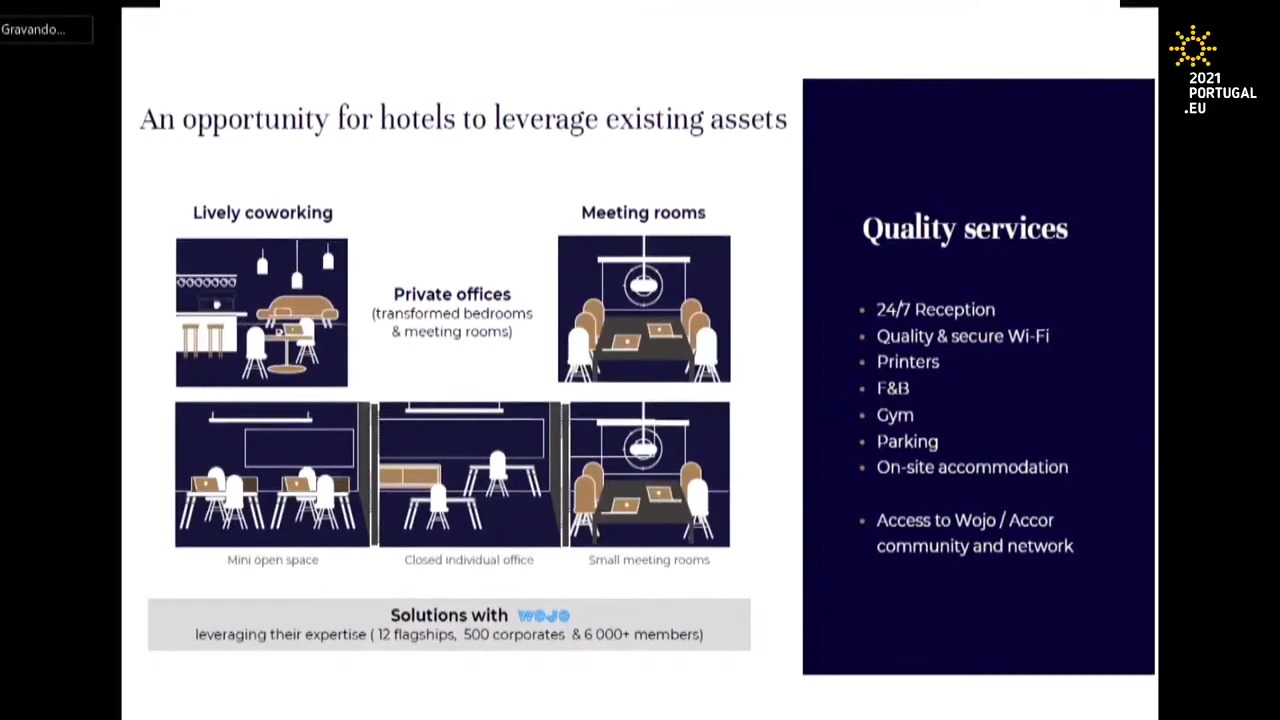 Gravando...
2021
PORTUGAL
.EU
An opportunity for hotels to leverage existing assets
Lively coworking
Private offices
(transformed bedrooms
& meeting rooms)
Meeting rooms
Mini open space
Closed individual office
Small meeting rooms
Solutions with WOJO
leveraging their expertise ( 12 flagships, 500 corporates & 6 000+ members)
Quality services
• 24/7 Reception
• Quality & secure Wi-Fi
• Printers
• F&B
• Gym
• Parking
• On-site accommodation
• Access to Wojo / Accor
community and network